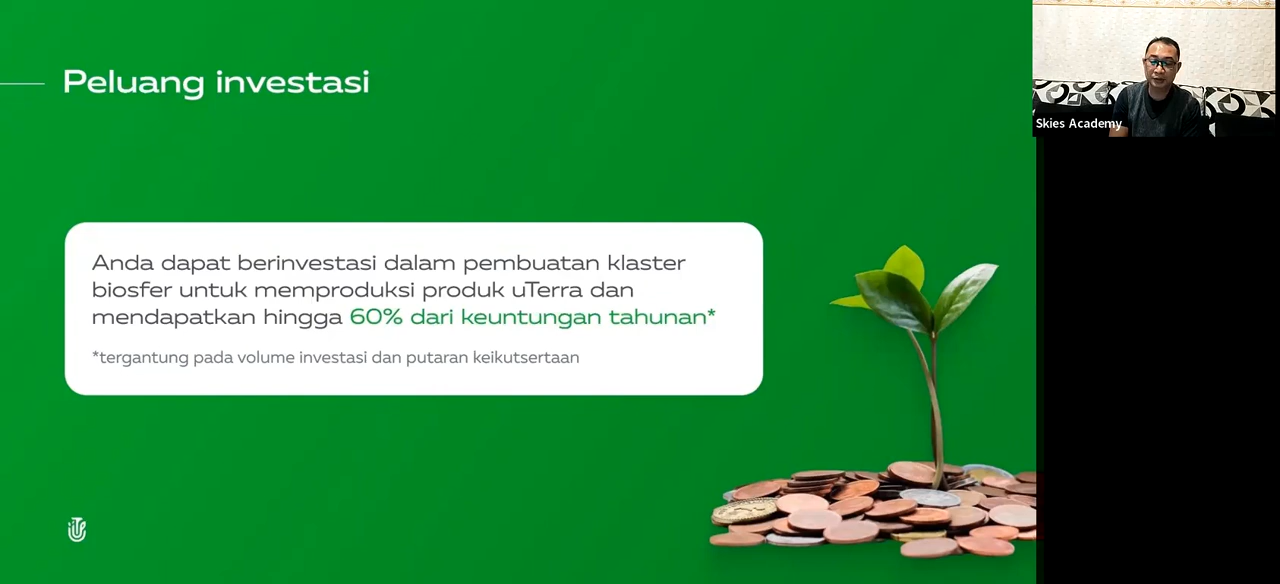 Peluang investasi
Anda dapat berinvestasi dalam pembuatan klaster
biosfer untuk memproduksi produk uTerra dan
mendapatkan hingga 60% dari keuntungan tahunan*
*tergantung pada volume investasi dan putaran keikutsertaan
Skies Academy